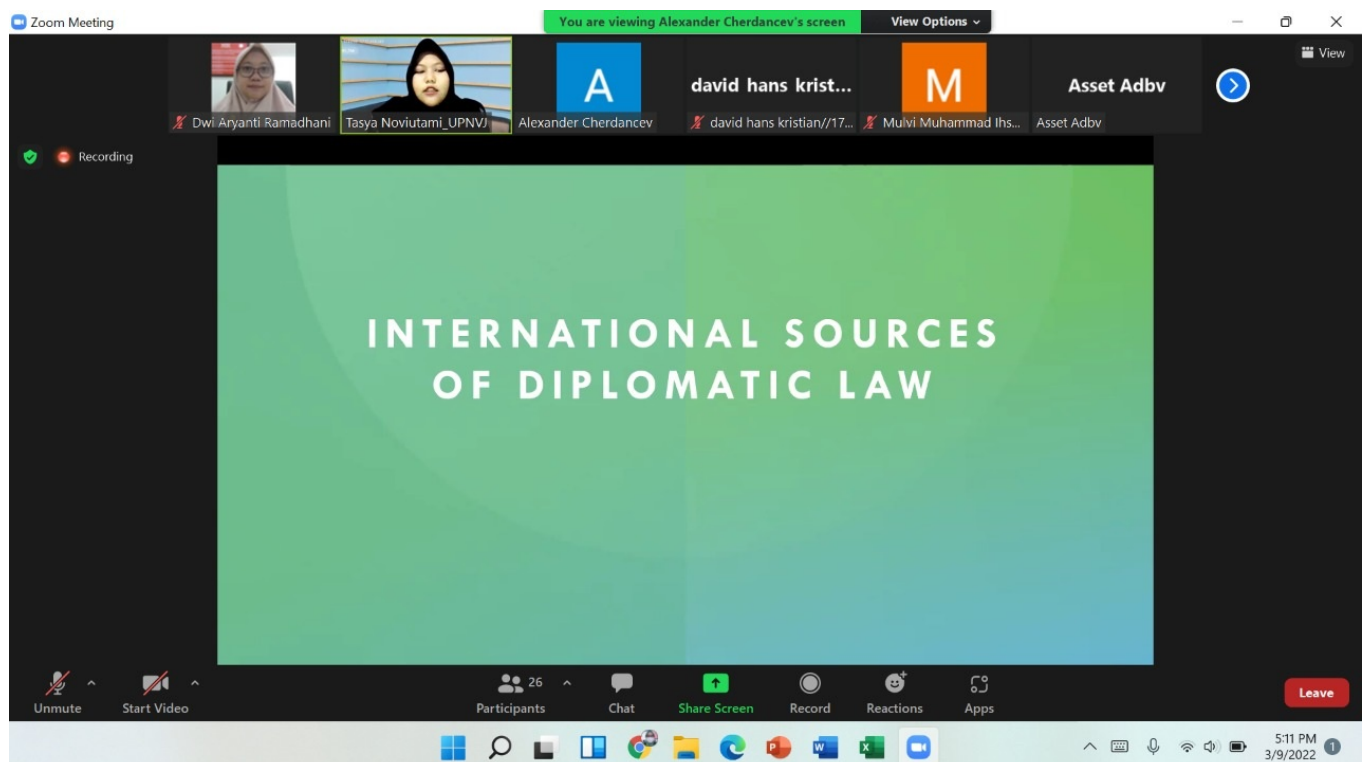 Zoom Meeting
You are viewing Alexander Cherdancev's screen
View Options
View
A
david hans krist...
M
Asset Adbv
Dwi Aryanti Ramadhani
Tasya Noviutami_UPNVJ
Alexander Cherdancev
david hans kristian//17...
Mulvi Muhammad Ihs...
Asset Adbv
Recording
INTERNATIONAL SOURCES
OF DIPLOMATIC LAW
26
Unmute
Start Video
Participants
Chat
Share Screen
Record
Reactions
Apps
Leave
5:11 PM
3/9/2022
1